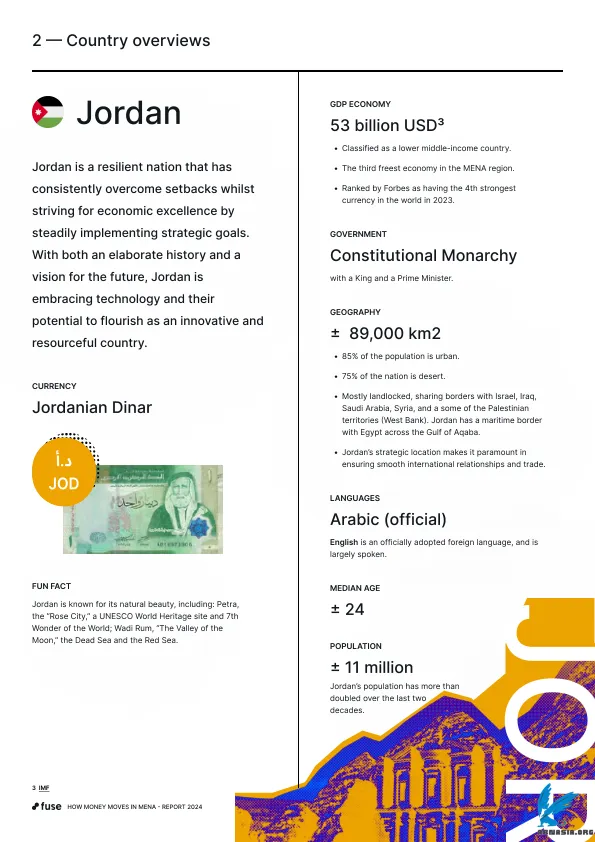 2 — Country overviews
Jordan
Jordan is a resilient nation that has
consistently overcome setbacks whilst
striving for economic excellence by
steadily implementing strategic goals.
With both an elaborate history and a
vision for the future, Jordan is
embracing technology and their
potential to flourish as an innovative and
resourceful country.
CURRENCY
Jordanian Dinar
د.أ
JOD
FUN FACT
Jordan is known for its natural beauty, including: Petra,
the “Rose City,” a UNESCO World Heritage site and 7th
Wonder of the World; Wadi Rum, “The Valley of the
Moon,” the Dead Sea and the Red Sea.
GDP ECONOMY
53 billion USD³
• Classified as a lower middle-income country.
• The third freest economy in the MENA region.
• Ranked by Forbes as having the 4th strongest
currency in the world in 2023.
GOVERNMENT
Constitutional Monarchy
with a King and a Prime Minister.
GEOGRAPHY
± 89,000 km2
• 85% of the population is urban.
• 75% of the nation is desert.
• Mostly landlocked, sharing borders with Israel, Iraq,
Saudi Arabia, Syria, and a some of the Palestinian
territories (West Bank). Jordan has a maritime border
with Egypt across the Gulf of Aqaba.
• Jordan’s strategic location makes it paramount in
ensuring smooth international relationships and trade.
LANGUAGES
Arabic (official)
English is an officially adopted foreign language, and is
largely spoken.
MEDIAN AGE
± 24
POPULATION
± 11 million
Jordan’s population has more than
doubled over the last two
decades.
Jor
3 IMF
fuse HOW MONEY MOVES IN MENA - REPORT 2024